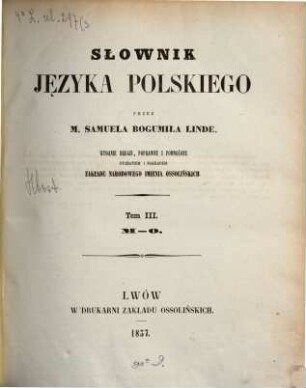 SŁOWNIK
JĘZYKA POLSKIEGO
PRZEZ
M. SAMUELA BOGUMIŁA LINDE.
WYDANIE DRUGIE, POPRAWNE I POMNOŻONE
STARANIEM I NAKŁADEM
ZAKŁADU NARODOWEGO IMIENIA OSSOLIŃSKICH
Tom III.
M—O.
LWÓW
W DRUKARNI ZAKŁADU OSSOLIŃSKICH.
1857.